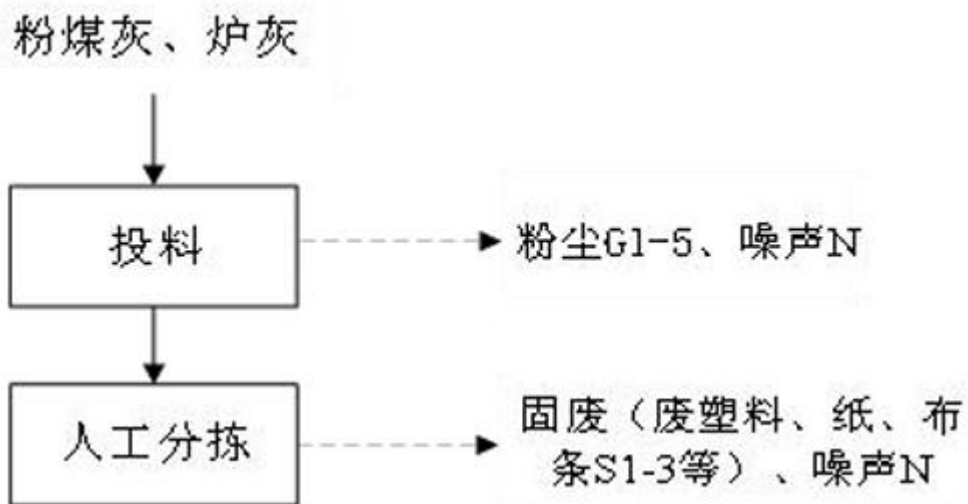 粉煤灰、炉灰
投料
粉尘G1-5、噪声N
人工分拣
固废（废塑料、纸、布
条S1-3等）、噪声N